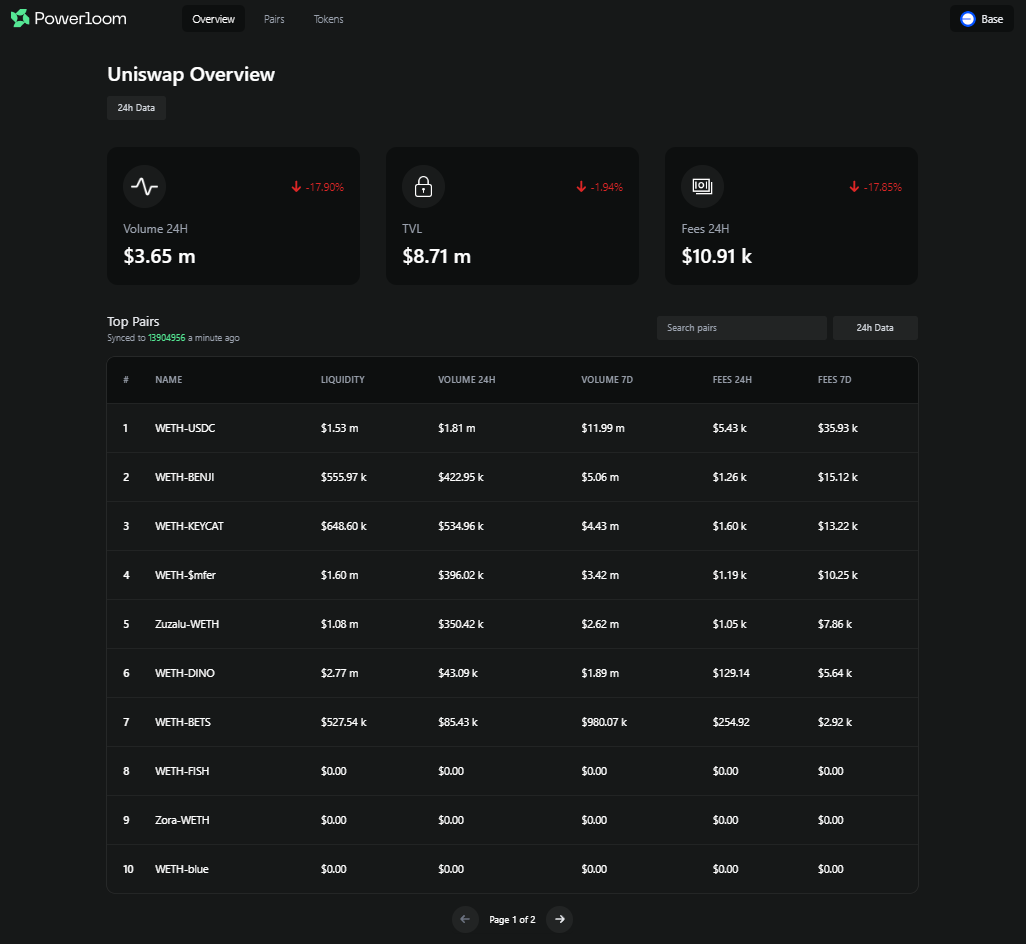 Powerloom Overview Pairs Tokens Base
Uniswap Overview
24h Data
-17.90% -1.94% -17.85%
Volume 24H TVL Fees 24H
$3.65 m $8.71 m $10.91 k
Top Pairs
Synced to 13904956 a minute ago
Search pairs 24h Data
# NAME LIQUIDITY VOLUME 24H VOLUME 7D FEES 24H FEES 7D
1 WETH-USDC $1.53 m $1.81 m $11.99 m $5.43 k $35.93 k
2 WETH-BENJI $555.97 k $422.95 k $5.06 m $1.26 k $15.12 k
3 WETH-KEYCAT $648.60 k $534.96 k $4.43 m $1.60 k $13.22 k
4 WETH-$mfer $1.60 m $396.02 k $3.42 m $1.19 k $10.25 k
5 Zuzalu-WETH $1.08 m $350.42 k $2.62 m $1.05 k $7.86 k
6 WETH-DINO $2.77 m $43.09 k $1.89 m $129.14 $5.64 k
7 WETH-BETS $527.54 k $85.43 k $980.07 k $254.92 $2.92 k
8 WETH-FISH $0.00 $0.00 $0.00 $0.00 $0.00
9 Zora-WETH $0.00 $0.00 $0.00 $0.00 $0.00
10 WETH-blue $0.00 $0.00 $0.00 $0.00 $0.00
Page 1 of 2